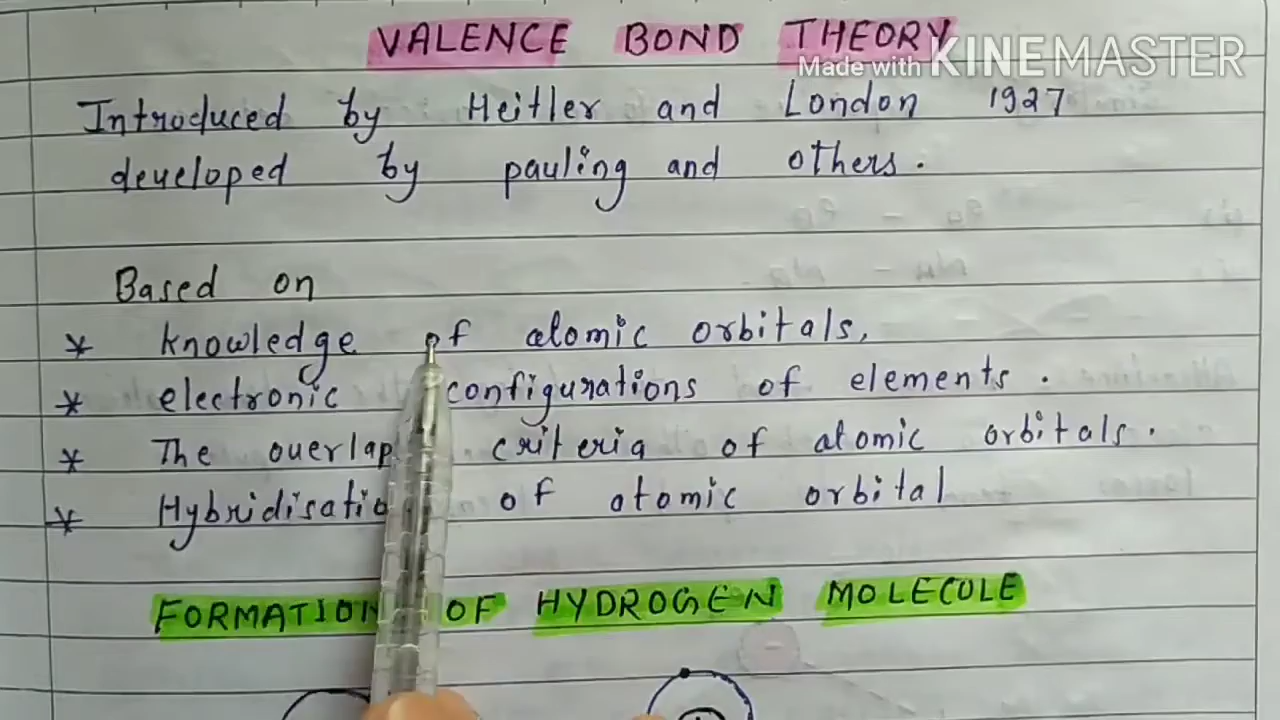 VALENCE BOND THEORY
Made with KINEMASTER
Introduced by Heitler and London 1927
developed by pauling and others.
Based on
* knowledge of atomic orbitals,
* electronic configurations of elements.
* The overlap criteria of atomic orbitals.
* Hybridisatio of atomic orbital
FORMATION OF HYDROGEN MOLECULE